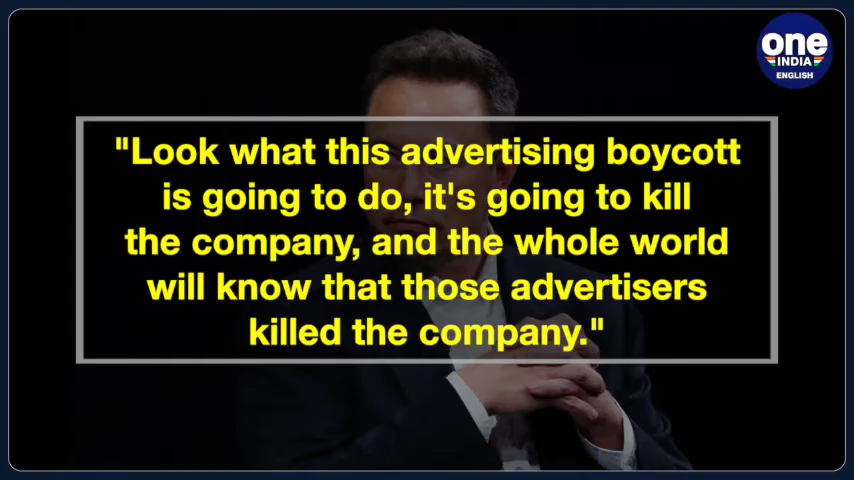 one
INDIA
ENGLISH
"Look what this advertising boycott
is going to do, it's going to kill
the company, and the whole world
will know that those advertisers
killed the company."